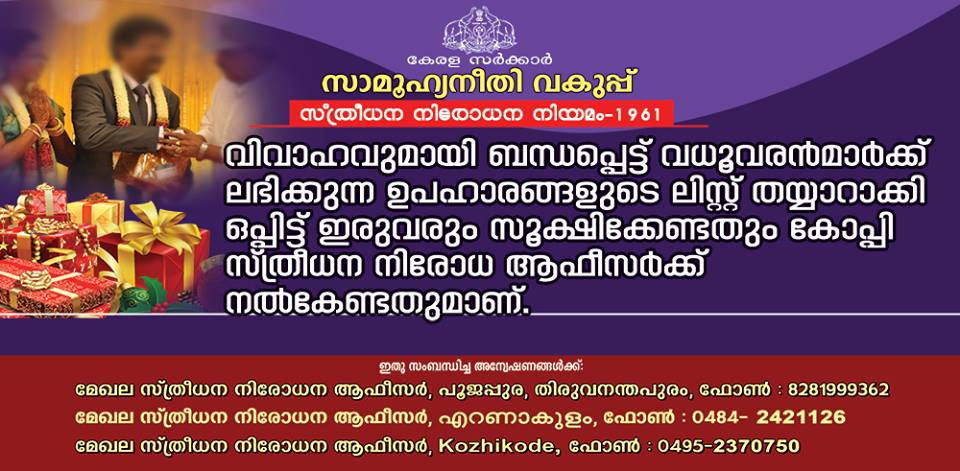 കേരള സർക്കാർ
സാമൂഹ്യനീതി വകുപ്പ്
സ്ത്രീധന നിരോധന നിയമം-1961
വിവാഹവുമായി ബന്ധപ്പെട്ട് വധൂവരൻമാർക്ക്
ലഭിക്കുന്ന ഉപഹാരങ്ങളുടെ ലിസ്റ്റ് തയ്യാറാക്കി
ഒപ്പിട്ട് ഇരുവരും സൂക്ഷിക്കേണ്ടതും കോപ്പി
സ്ത്രീധന നിരോധ ആഫീസർക്ക്
നൽകേണ്ടതുമാണ്.
ഇതു സംബന്ധിച്ച അന്വേഷണങ്ങൾക്ക്:
മേഖല സ്ത്രീധന നിരോധന ആഫീസർ, പൂജപ്പുര, തിരുവനന്തപുരം, ഫോൺ : 8281999362
മേഖല സ്ത്രീധന നിരോധന ആഫീസർ, എറണാകുളം, ഫോൺ : 0484- 2421126
മേഖല സ്ത്രീധന നിരോധന ആഫീസർ, Kozhikode, ഫോൺ : 0495-2370750